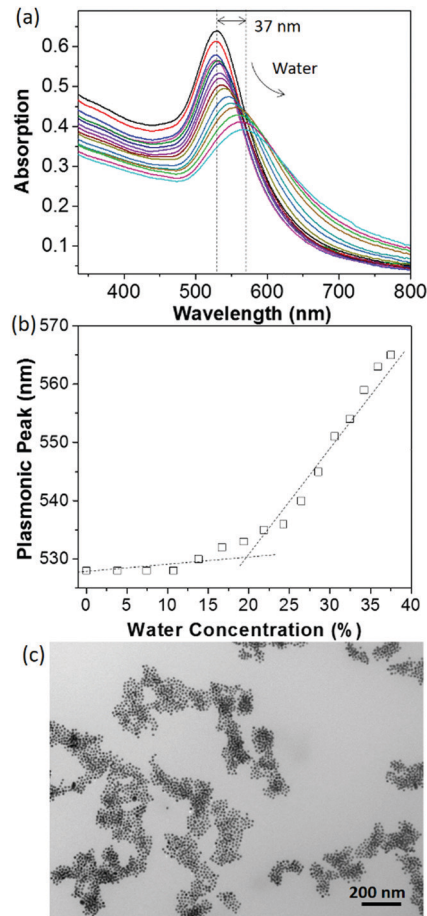 (a)
37 nm
Water
0.6
0.5
0.4
0.3
0.2
0.1
Absorption
400 500 600 700 800
Wavelength (nm)
(b)
570
560
550
540
530
Plasmonic Peak (nm)
0 5 10 15 20 25 30 35 40
Water Concentration (%)
(c)
200 nm